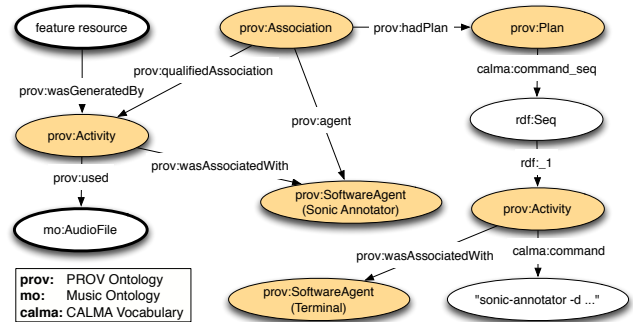 feature resource
prov:Association
prov:hadPlan
prov:Plan
prov:qualifiedAssociation
calma:command_seq
prov:wasGeneratedBy
prov:agent
rdf:Seq
prov:Activity
prov:wasAssociatedWith
rdf:_1
prov:used
prov:SoftwareAgent
(Sonic Annotator)
prov:Activity
mo:AudioFile
prov:wasAssociatedWith
calma:command
prov: PROV Ontology
mo: Music Ontology
calma: CALMA Vocabulary
prov:SoftwareAgent
(Terminal)
"sonic-annotator -d ..."